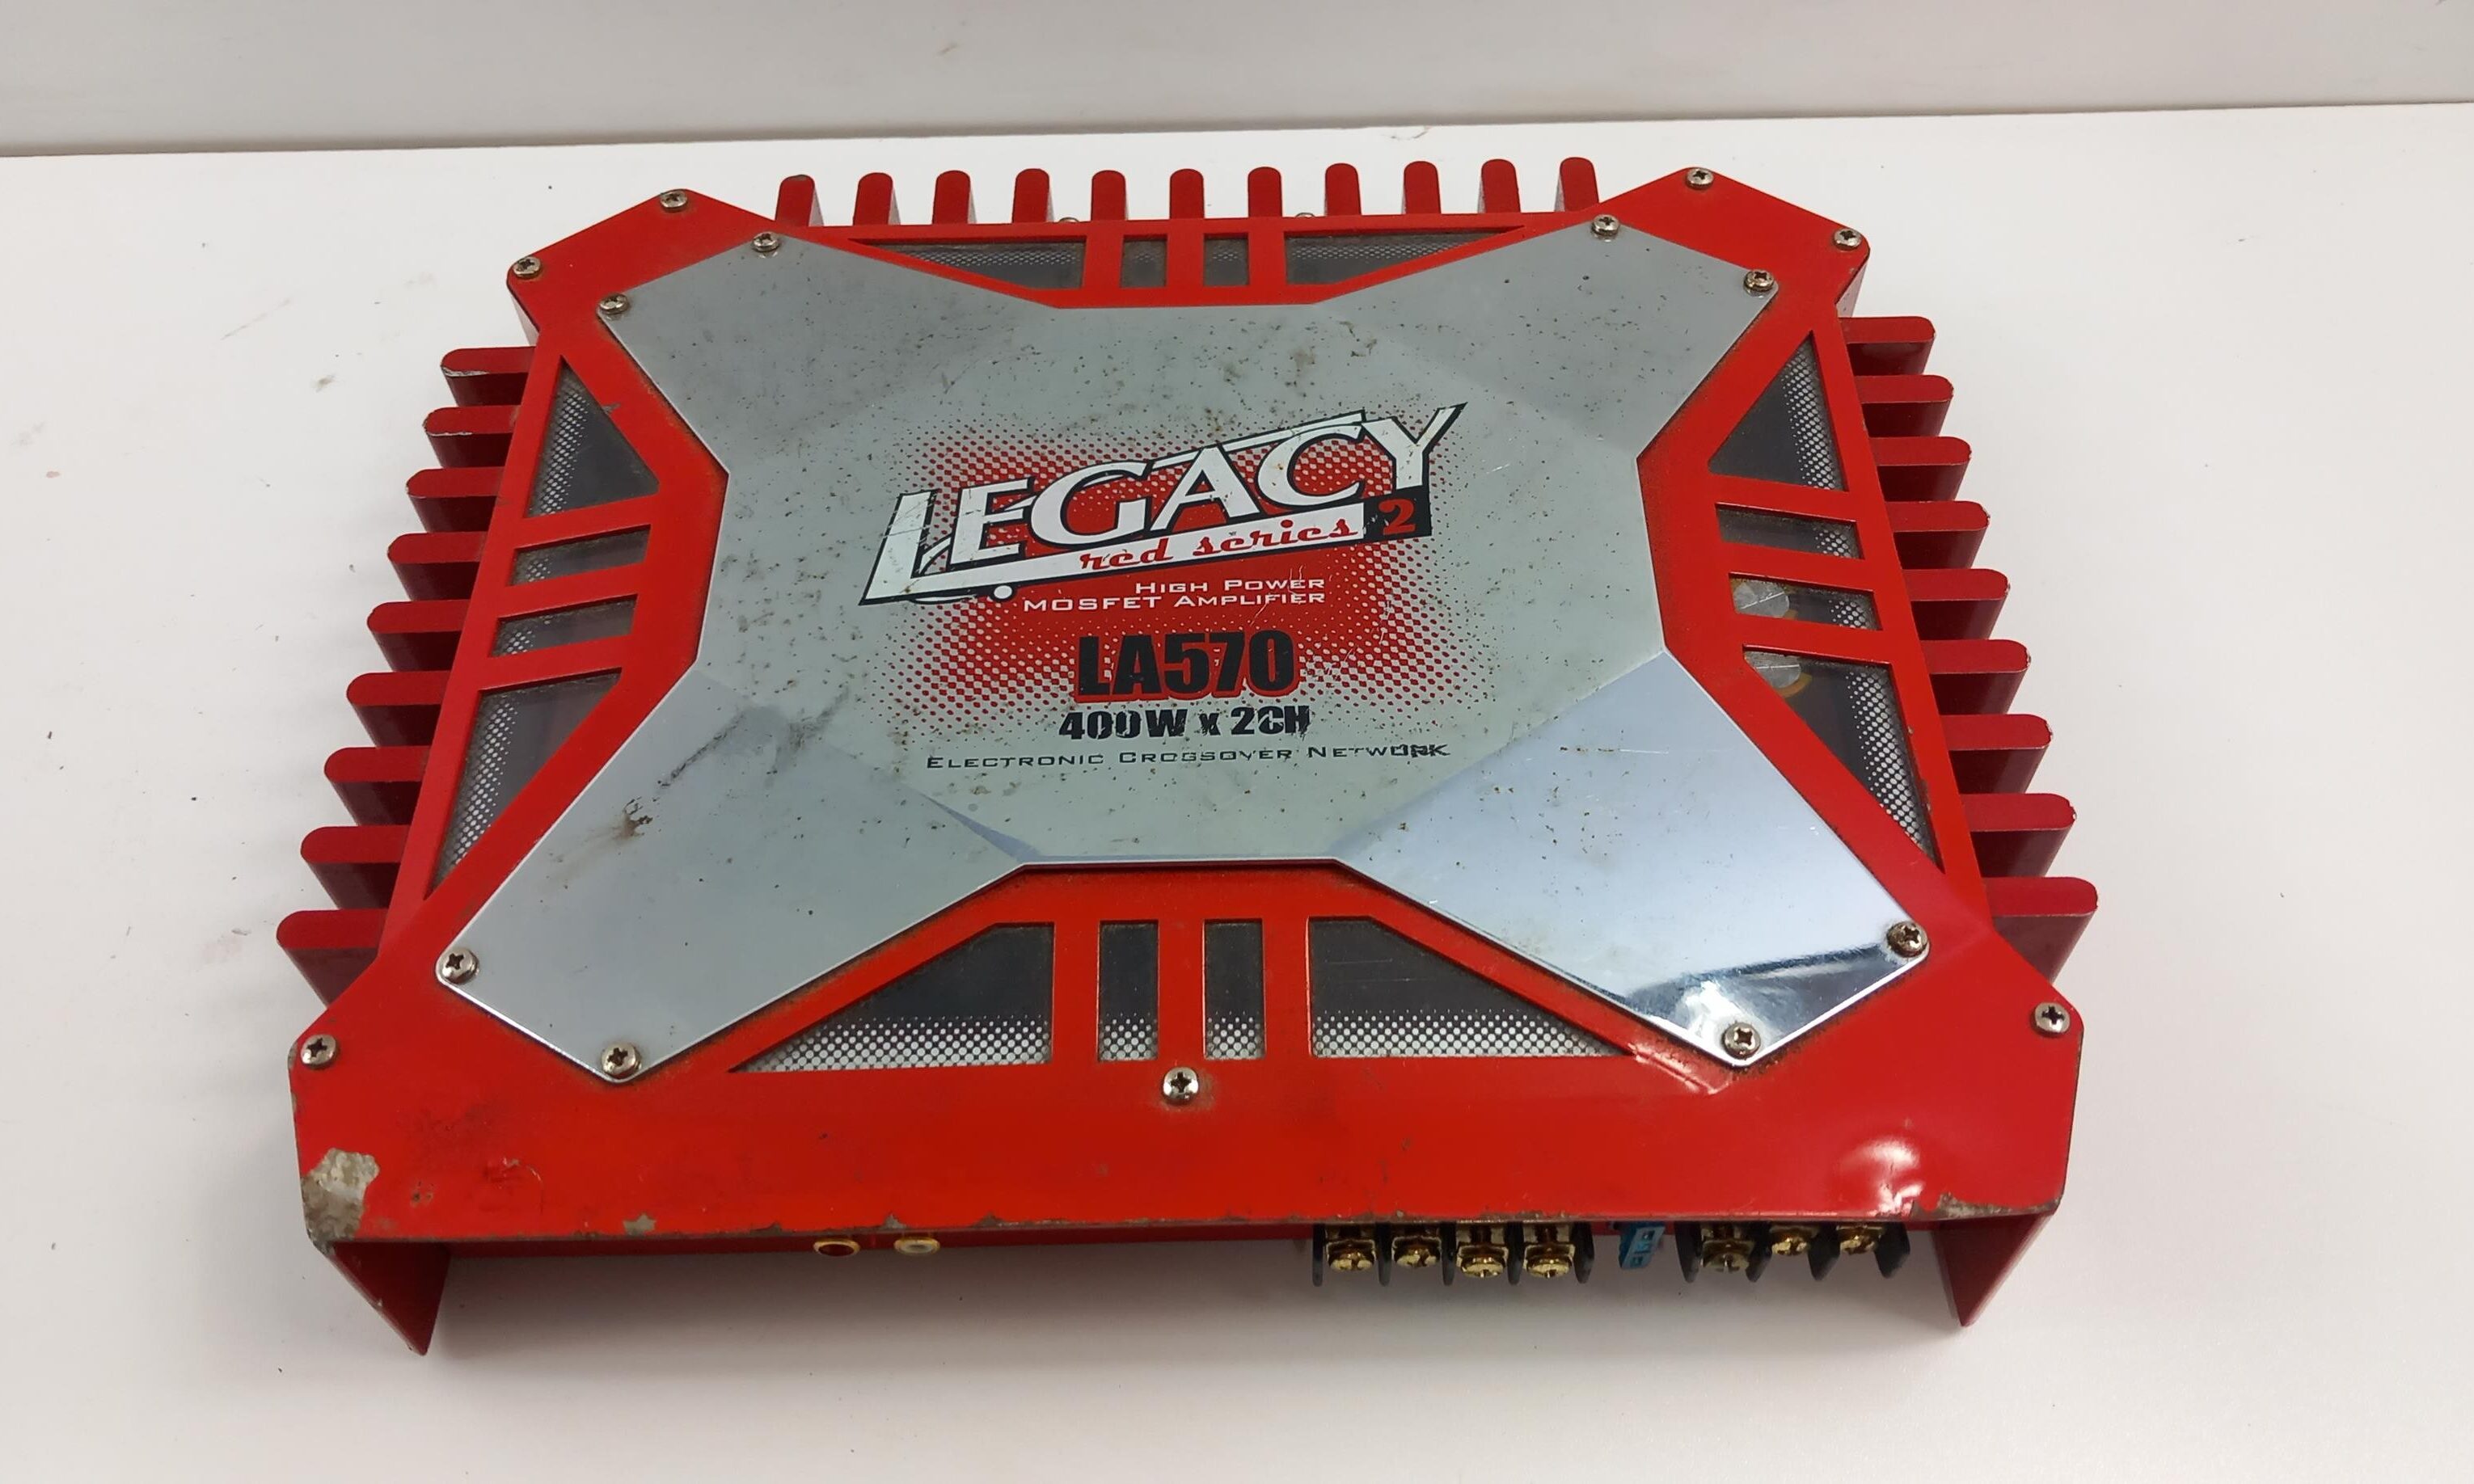 LEGACY
red series 2
HIGH POWER
MOSFET AMPLIFIER
LA570
400W x 2CH
ELECTRONIC CROSSOVER NETWORK